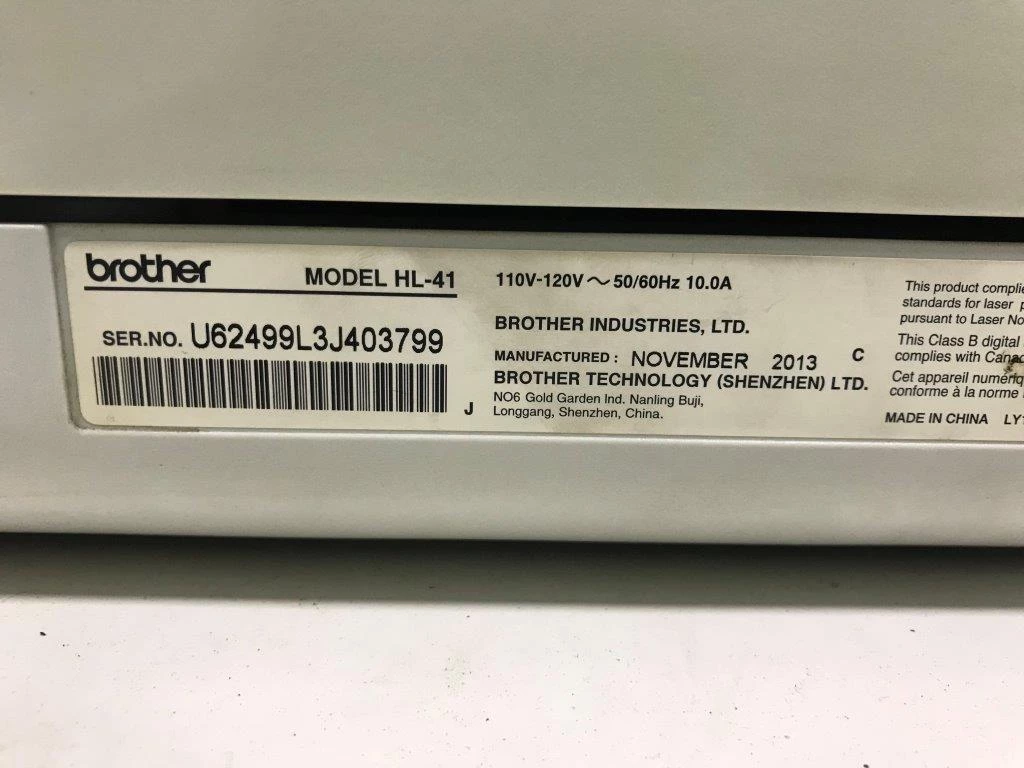 brother
MODEL HL-41
SER.NO. U62499L3J403799
J
110V-120V ～ 50/60Hz 10.0A
BROTHER INDUSTRIES, LTD.
MANUFACTURED : NOVEMBER 2013 C
BROTHER TECHNOLOGY (SHENZHEN) LTD.
NO6 Gold Garden Ind. Nanling Buji,
Longgang, Shenzhen, China.
This product complie
standards for laser p
pursuant to Laser No
This Class B digital
complies with Canad
Cet appareil numériq
conforme à la norme
MADE IN CHINA LY